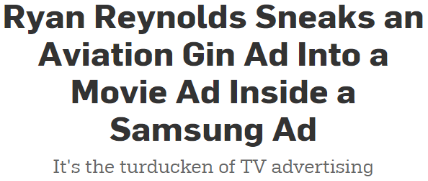 Ryan Reynolds Sneaks an
Aviation Gin Ad Into a
Movie Ad Inside a
Samsung Ad
It's the turducken of TV advertising